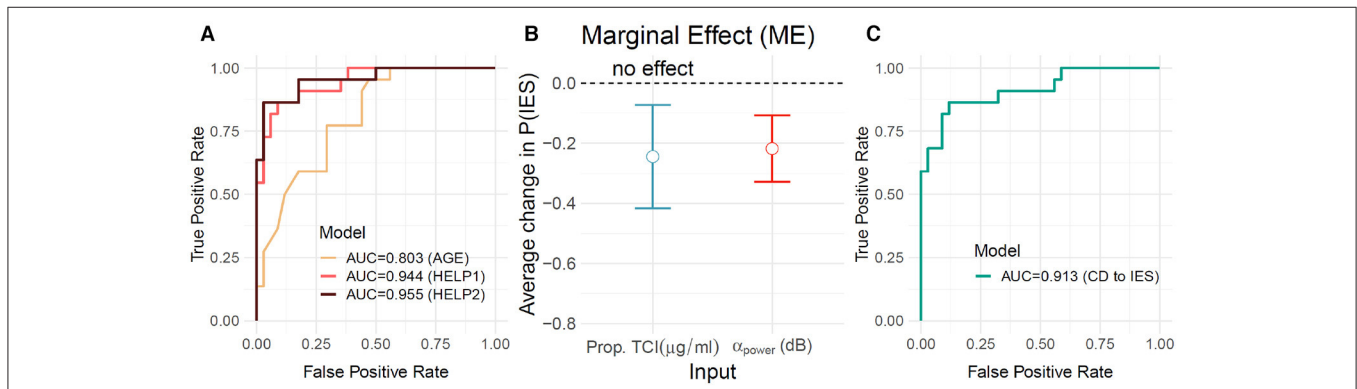 A
1.00
0.75
0.50
0.25
0.00
True Positive Rate
Model
AUC=0.803 (AGE)
AUC=0.944 (HELP1)
AUC=0.955 (HELP2)
0.00 0.25 0.50 0.75 1.00
False Positive Rate
B
Marginal Effect (ME)
no effect
0.0
−0.2
−0.4
−0.6
−0.8
Average change in P(IES)
Prop. TCI(μg/ml) αpower (dB)
Input
C
1.00
0.75
0.50
0.25
0.00
True Positive Rate
Model
AUC=0.913 (CD to IES)
0.00 0.25 0.50 0.75 1.00
False Positive Rate